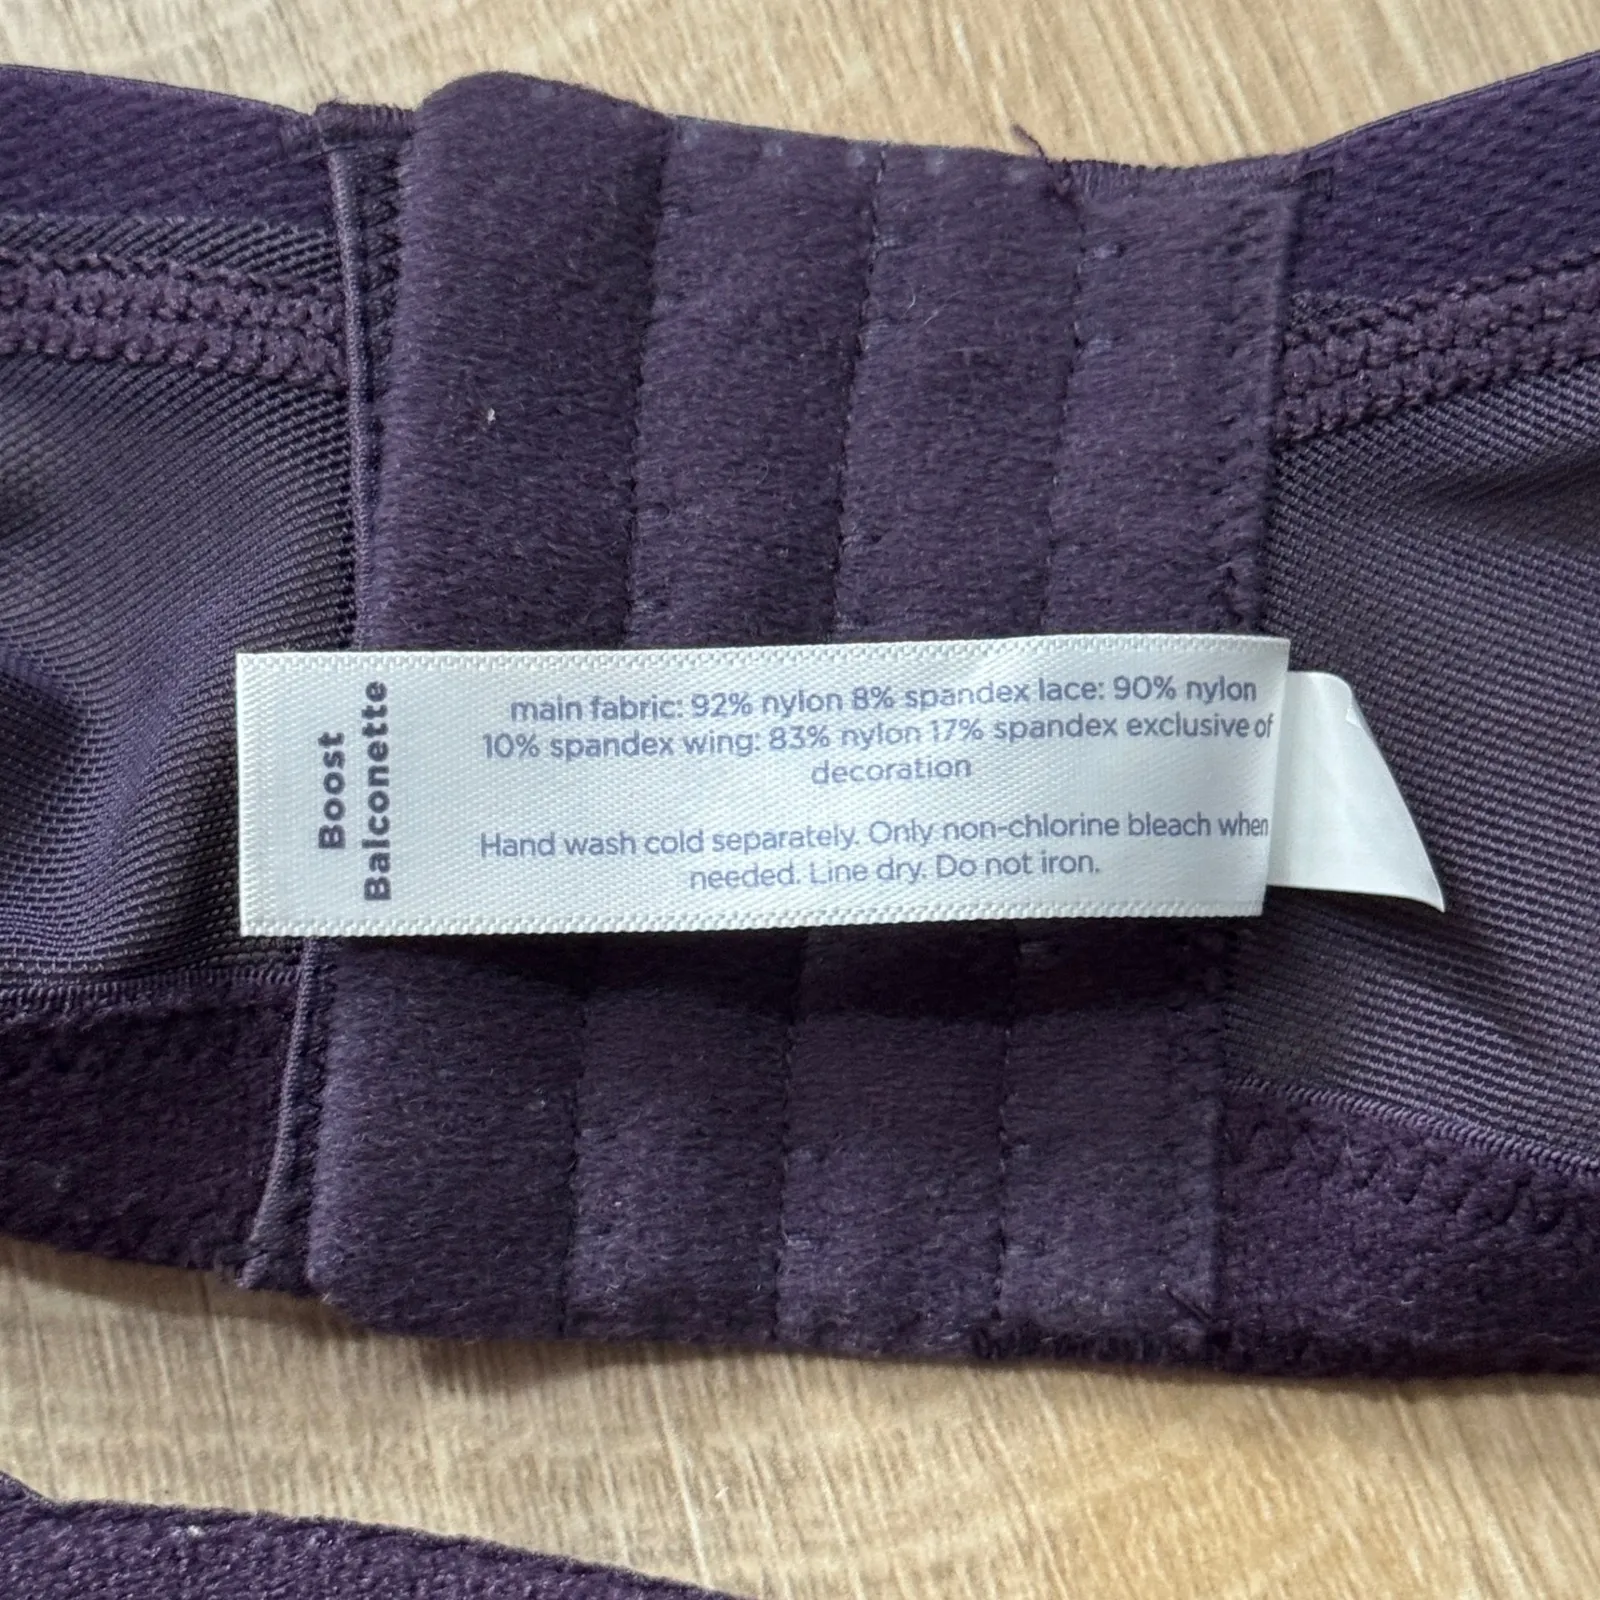 Boost
Balconette
main fabric: 92% nylon 8% spandex lace: 90% nylon
10% spandex wing: 83% nylon 17% spandex exclusive of
decoration
Hand wash cold separately. Only non-chlorine bleach when
needed. Line dry. Do not iron.